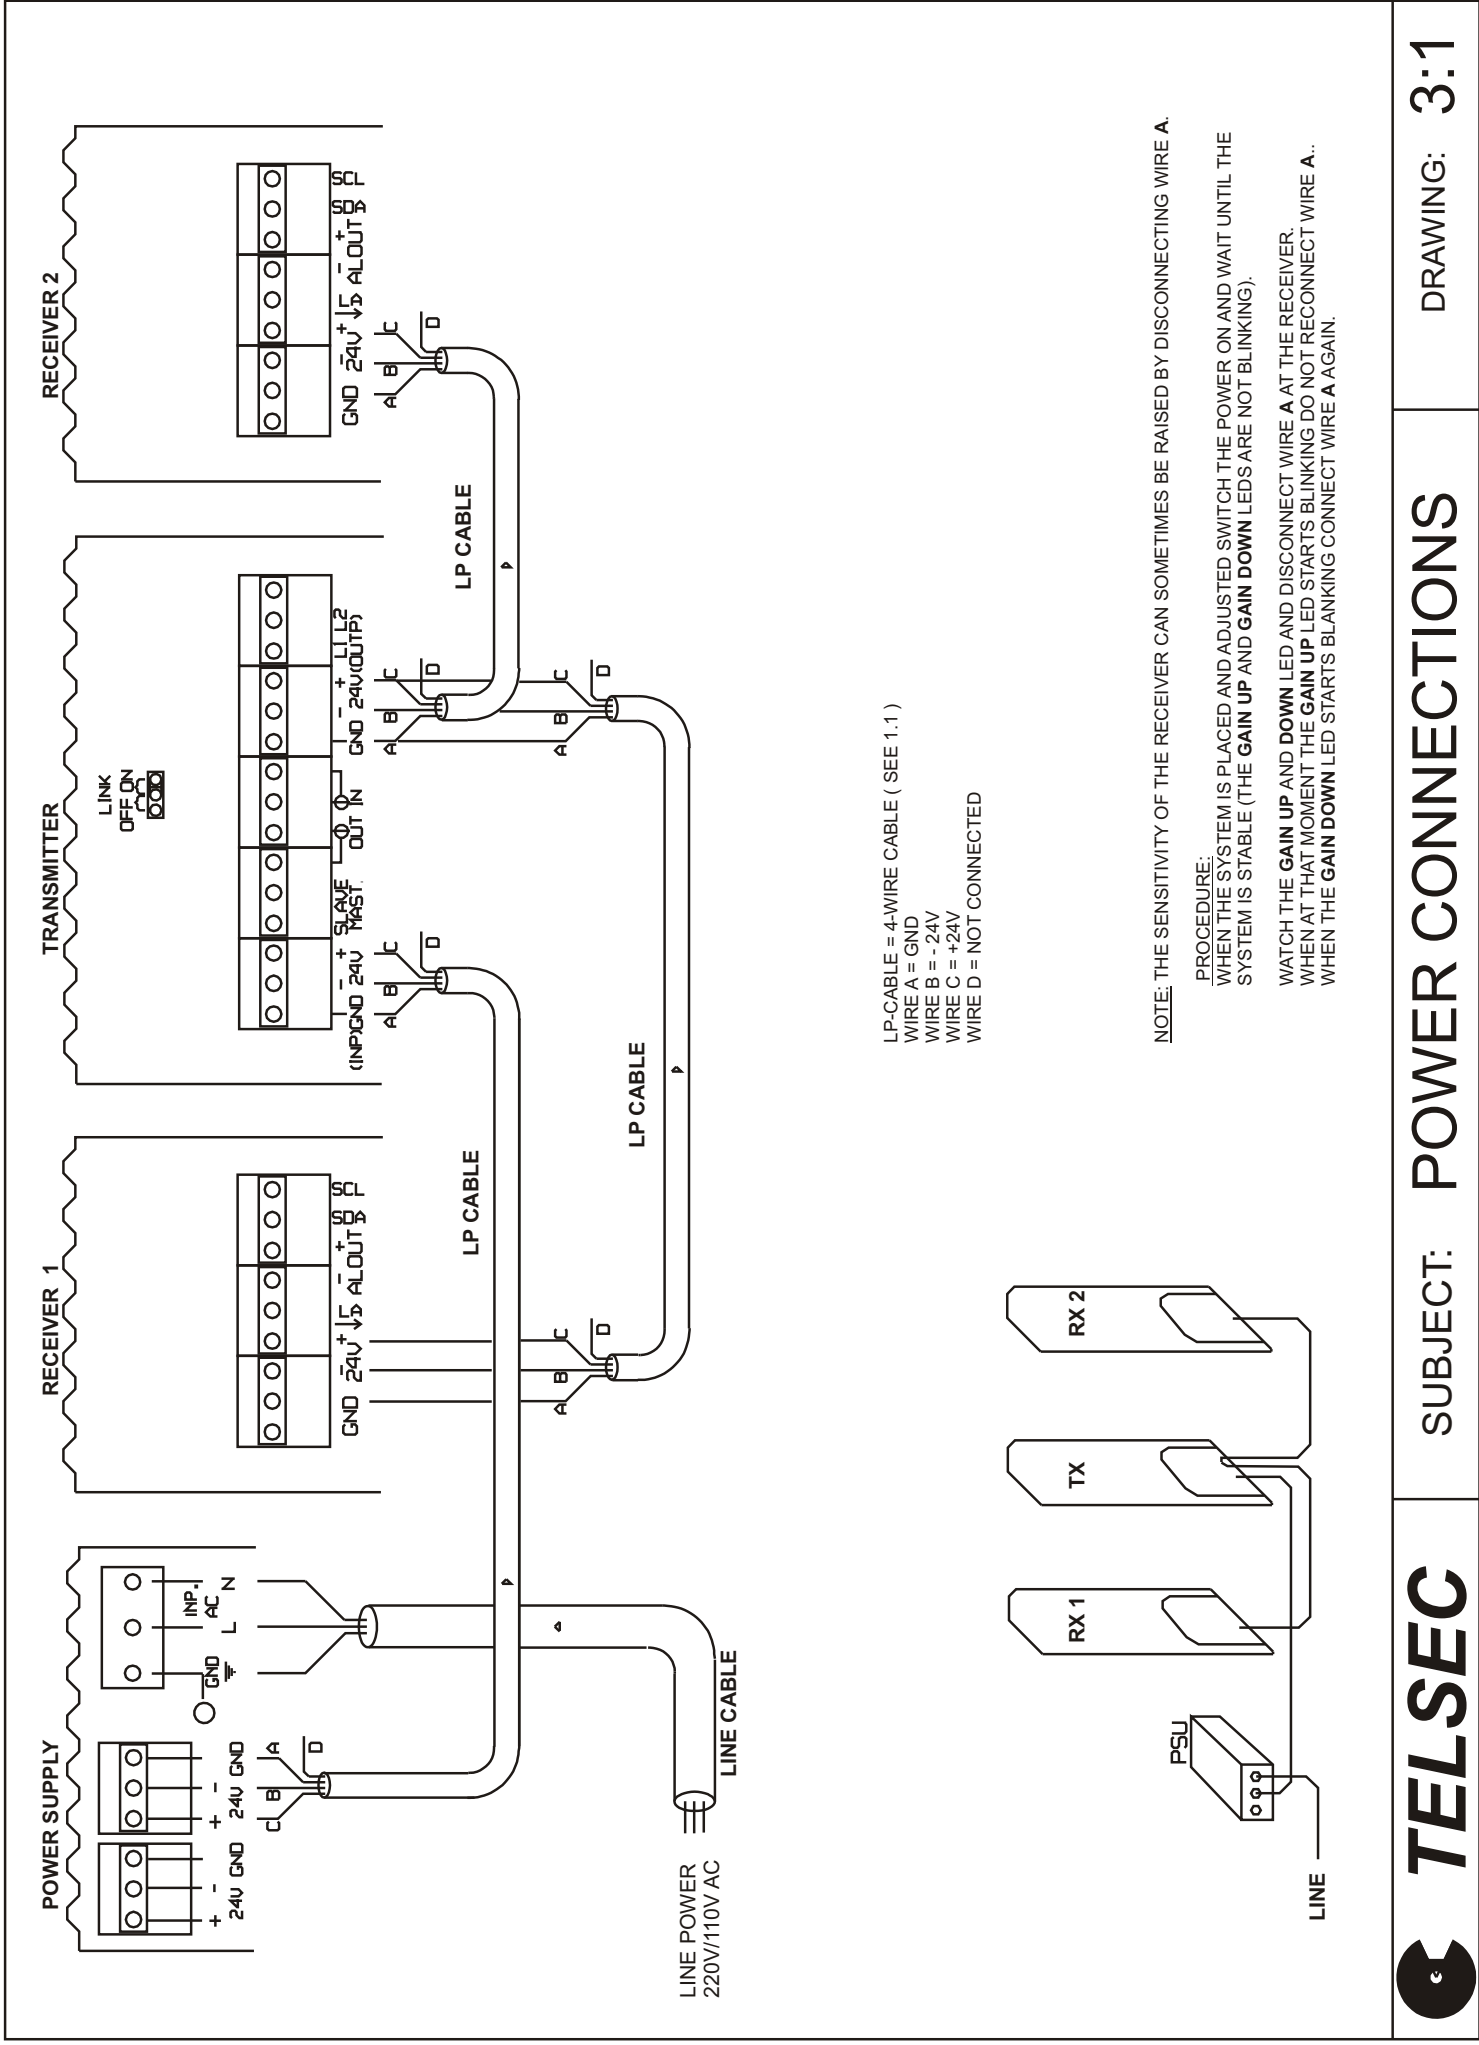 POWER SUPPLY
RECEIVER 1
TRANSMITTER
RECEIVER 2
+ - 24V GND
+ - 24V GND
GND
INP.
AC
L N
C B A
D
GND - 24V +
- ALOUT +
SDA SCL
A B C
D
LINK
OFF ON
(INP)GND - 24V +
SLAVE
MAST.
OUT IN
GND - 24V + (OUTP)
L1 L2
A B C
D
A B C
D
A B C
D
GND - 24V +
- ALOUT +
SDA SCL
A B C
D
LP CABLE
LP CABLE
LP CABLE
LINE CABLE
LINE POWER
220V/110V AC
LP-CABLE = 4-WIRE CABLE ( SEE 1.1 )
WIRE A = GND
WIRE B = - 24V
WIRE C = +24V
WIRE D = NOT CONNECTED
PSU
LINE
RX 1
TX
RX 2
NOTE: THE SENSITIVITY OF THE RECEIVER CAN SOMETIMES BE RAISED BY DISCONNECTING WIRE A.
PROCEDURE:
WHEN THE SYSTEM IS PLACED AND ADJUSTED SWITCH THE POWER ON AND WAIT UNTIL THE
SYSTEM IS STABLE (THE GAIN UP AND GAIN DOWN LEDS ARE NOT BLINKING).
WATCH THE GAIN UP AND DOWN LED AND DISCONNECT WIRE A AT THE RECEIVER.
WHEN AT THAT MOMENT THE GAIN UP LED STARTS BLINKING DO NOT RECONNECT WIRE A..
WHEN THE GAIN DOWN LED STARTS BLANKING CONNECT WIRE A AGAIN.
TELSEC
SUBJECT: POWER CONNECTIONS
DRAWING: 3:1